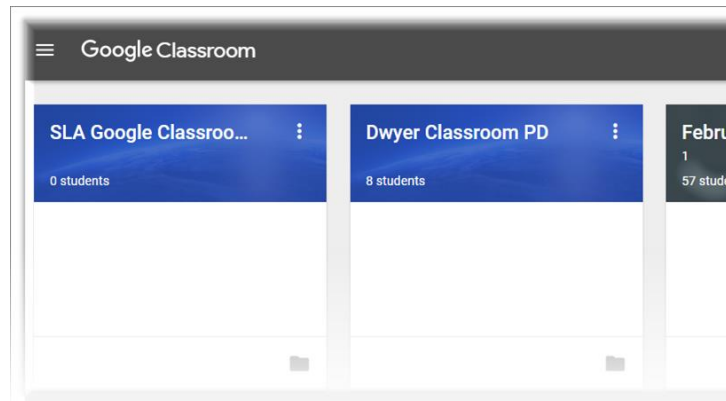 Google Classroom
SLA Google Classroo...
0 students
Dwyer Classroom PD
8 students
Febru
1
57 stude